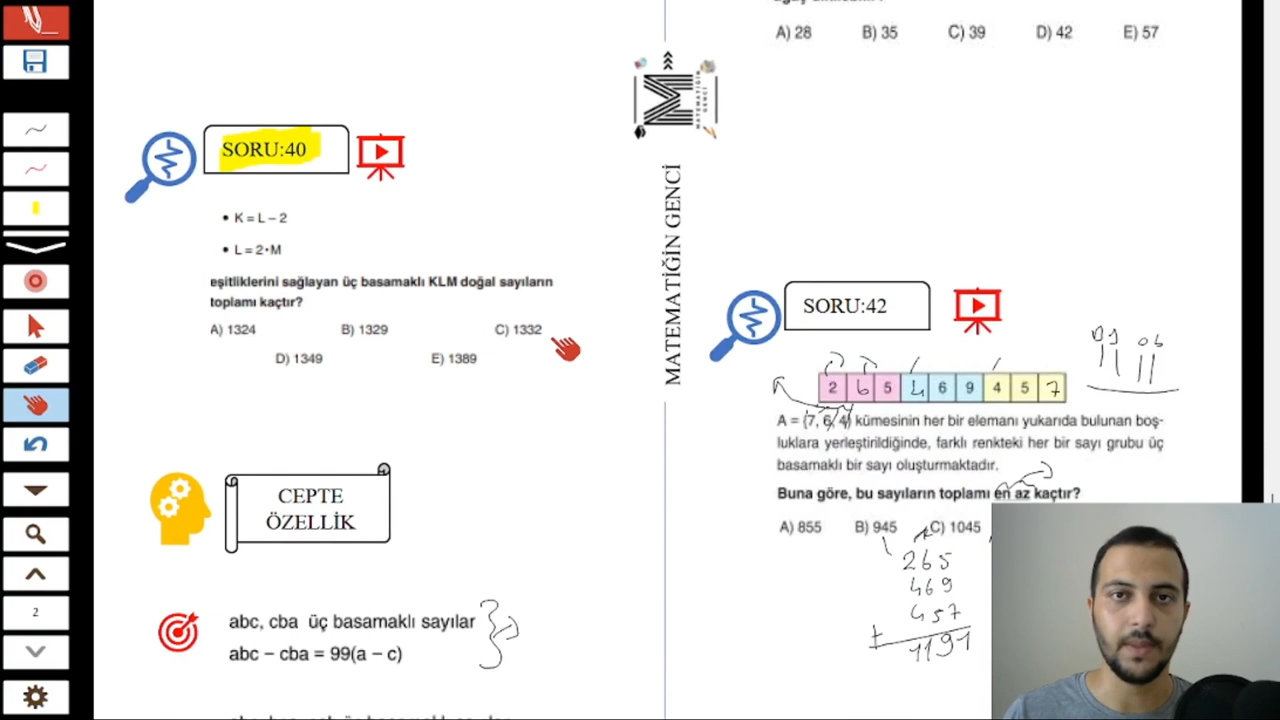 SORU:40
• K = L – 2
• L = 2 • M
eşitliklerini sağlayan üç basamaklı KLM doğal sayıların
toplamı kaçtır?
A) 1324 B) 1329 C) 1332
D) 1349 E) 1389
CEPTE
ÖZELLİK
abc, cba üç basamaklı sayılar
abc – cba = 99(a – c)
2
MATEMATİĞİN GENCİ
MATEMATİĞİN
GENCİ
A) 28 B) 35 C) 39 D) 42 E) 57
SORU:42
2 6 5 4 6 9 4 5 7
A = {7, 6, 4} kümesinin her bir elemanı yukarıda bulunan boş-
luklara yerleştirildiğinde, farklı renkteki her bir sayı grubu üç
basamaklı bir sayı oluşturmaktadır.
Buna göre, bu sayıların toplamı en az kaçtır?
A) 855 B) 945 C) 1045
265
469
457
+
1191